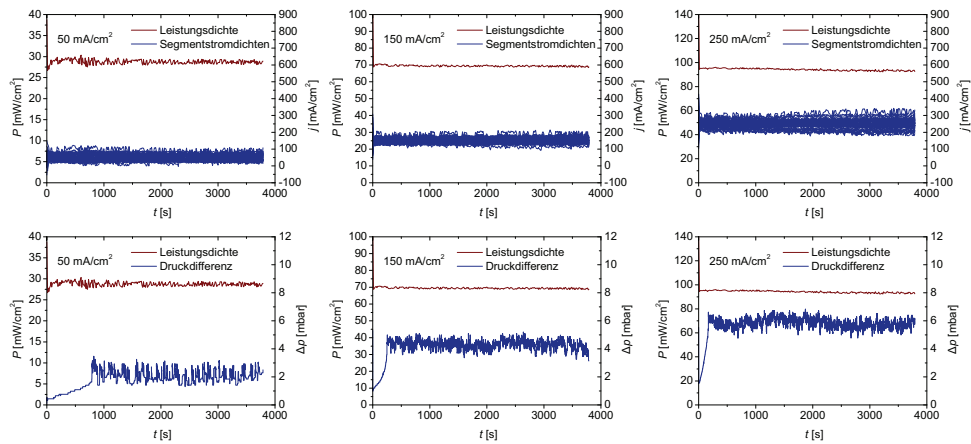 40
35
30
25
20
15
10
5
0
P [mW/cm²]
50 mA/cm²
Leistungsdichte
Segmentstromdichten
900
800
700
600
500
400
300
200
100
0
-100
j [mA/cm²]
0 1000 2000 3000 4000
t [s]
100
90
80
70
60
50
40
30
20
10
0
P [mW/cm²]
150 mA/cm²
Leistungsdichte
Segmentstromdichten
900
800
700
600
500
400
300
200
100
0
-100
j [mA/cm²]
0 1000 2000 3000 4000
t [s]
140
120
100
80
60
40
20
0
P [mW/cm²]
250 mA/cm²
Leistungsdichte
Segmentstromdichten
900
800
700
600
500
400
300
200
100
0
-100
j [mA/cm²]
0 1000 2000 3000 4000
t [s]
40
35
30
25
20
15
10
5
0
P [mW/cm²]
50 mA/cm²
Leistungsdichte
Druckdifferenz
12
10
8
6
4
2
0
Δp [mbar]
0 1000 2000 3000 4000
t [s]
100
90
80
70
60
50
40
30
20
10
0
P [mW/cm²]
150 mA/cm²
Leistungsdichte
Druckdifferenz
12
10
8
6
4
2
0
Δp [mbar]
0 1000 2000 3000 4000
t [s]
140
120
100
80
60
40
20
0
P [mW/cm²]
250 mA/cm²
Leistungsdichte
Druckdifferenz
12
10
8
6
4
2
0
Δp [mbar]
0 1000 2000 3000 4000
t [s]